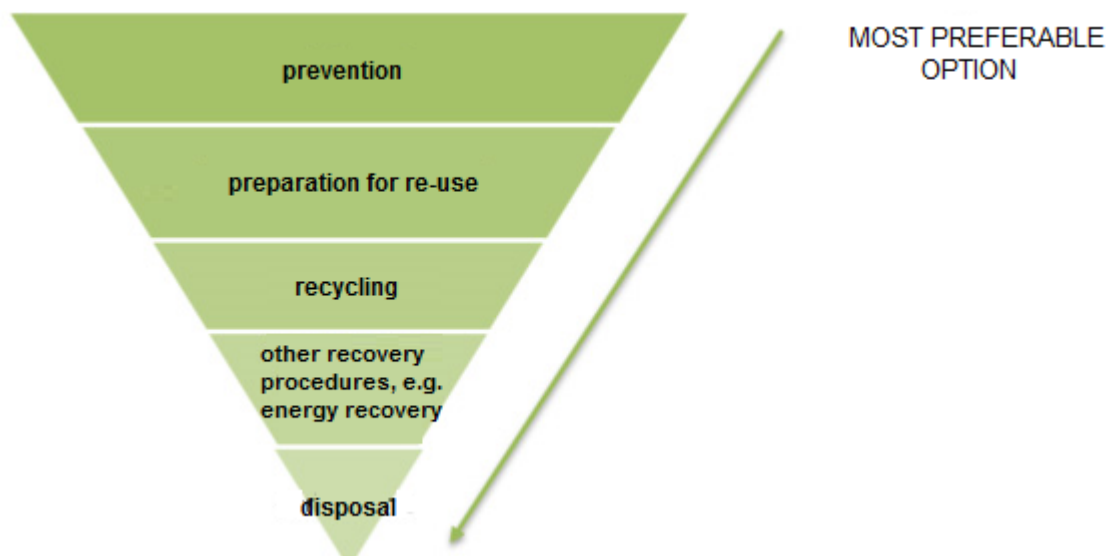 prevention
MOST PREFERABLE
OPTION
preparation for re-use
recycling
other recovery
procedures, e.g.
energy recovery
disposal